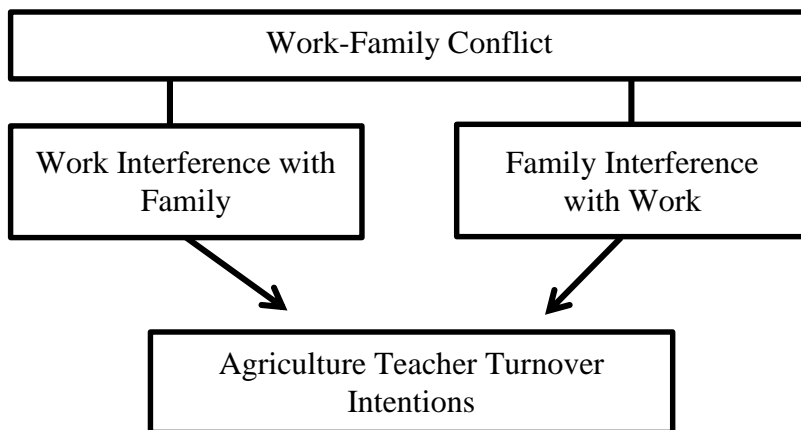 Work-Family Conflict
Work Interference with
Family
Family Interference
with Work
Agriculture Teacher Turnover
Intentions